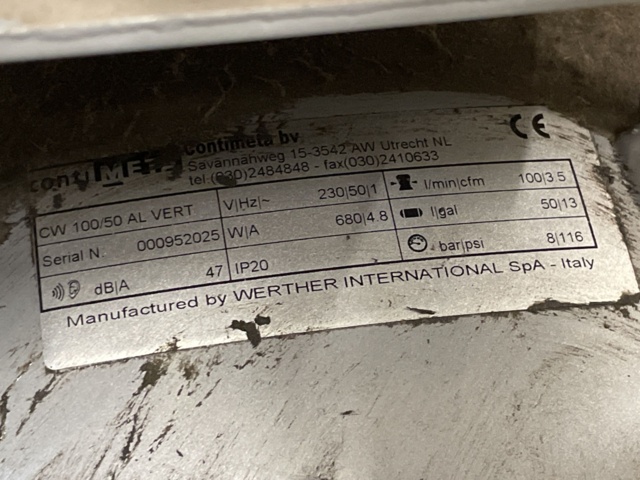 contiMET
Contimeta bv
Savannahweg 15-3542 AW Utrecht NL
tel:(030)2484848 - fax(030)2410633
CE
CW 100/50 AL VERT V|Hz|~ 230|50|1 l/min|cfm 100|3.5
Serial N. 000952025 W|A 680|4.8 l|gal 50|13
dB|A 47 IP20 bar|psi 8|116
Manufactured by WERTHER INTERNATIONAL SpA - Italy